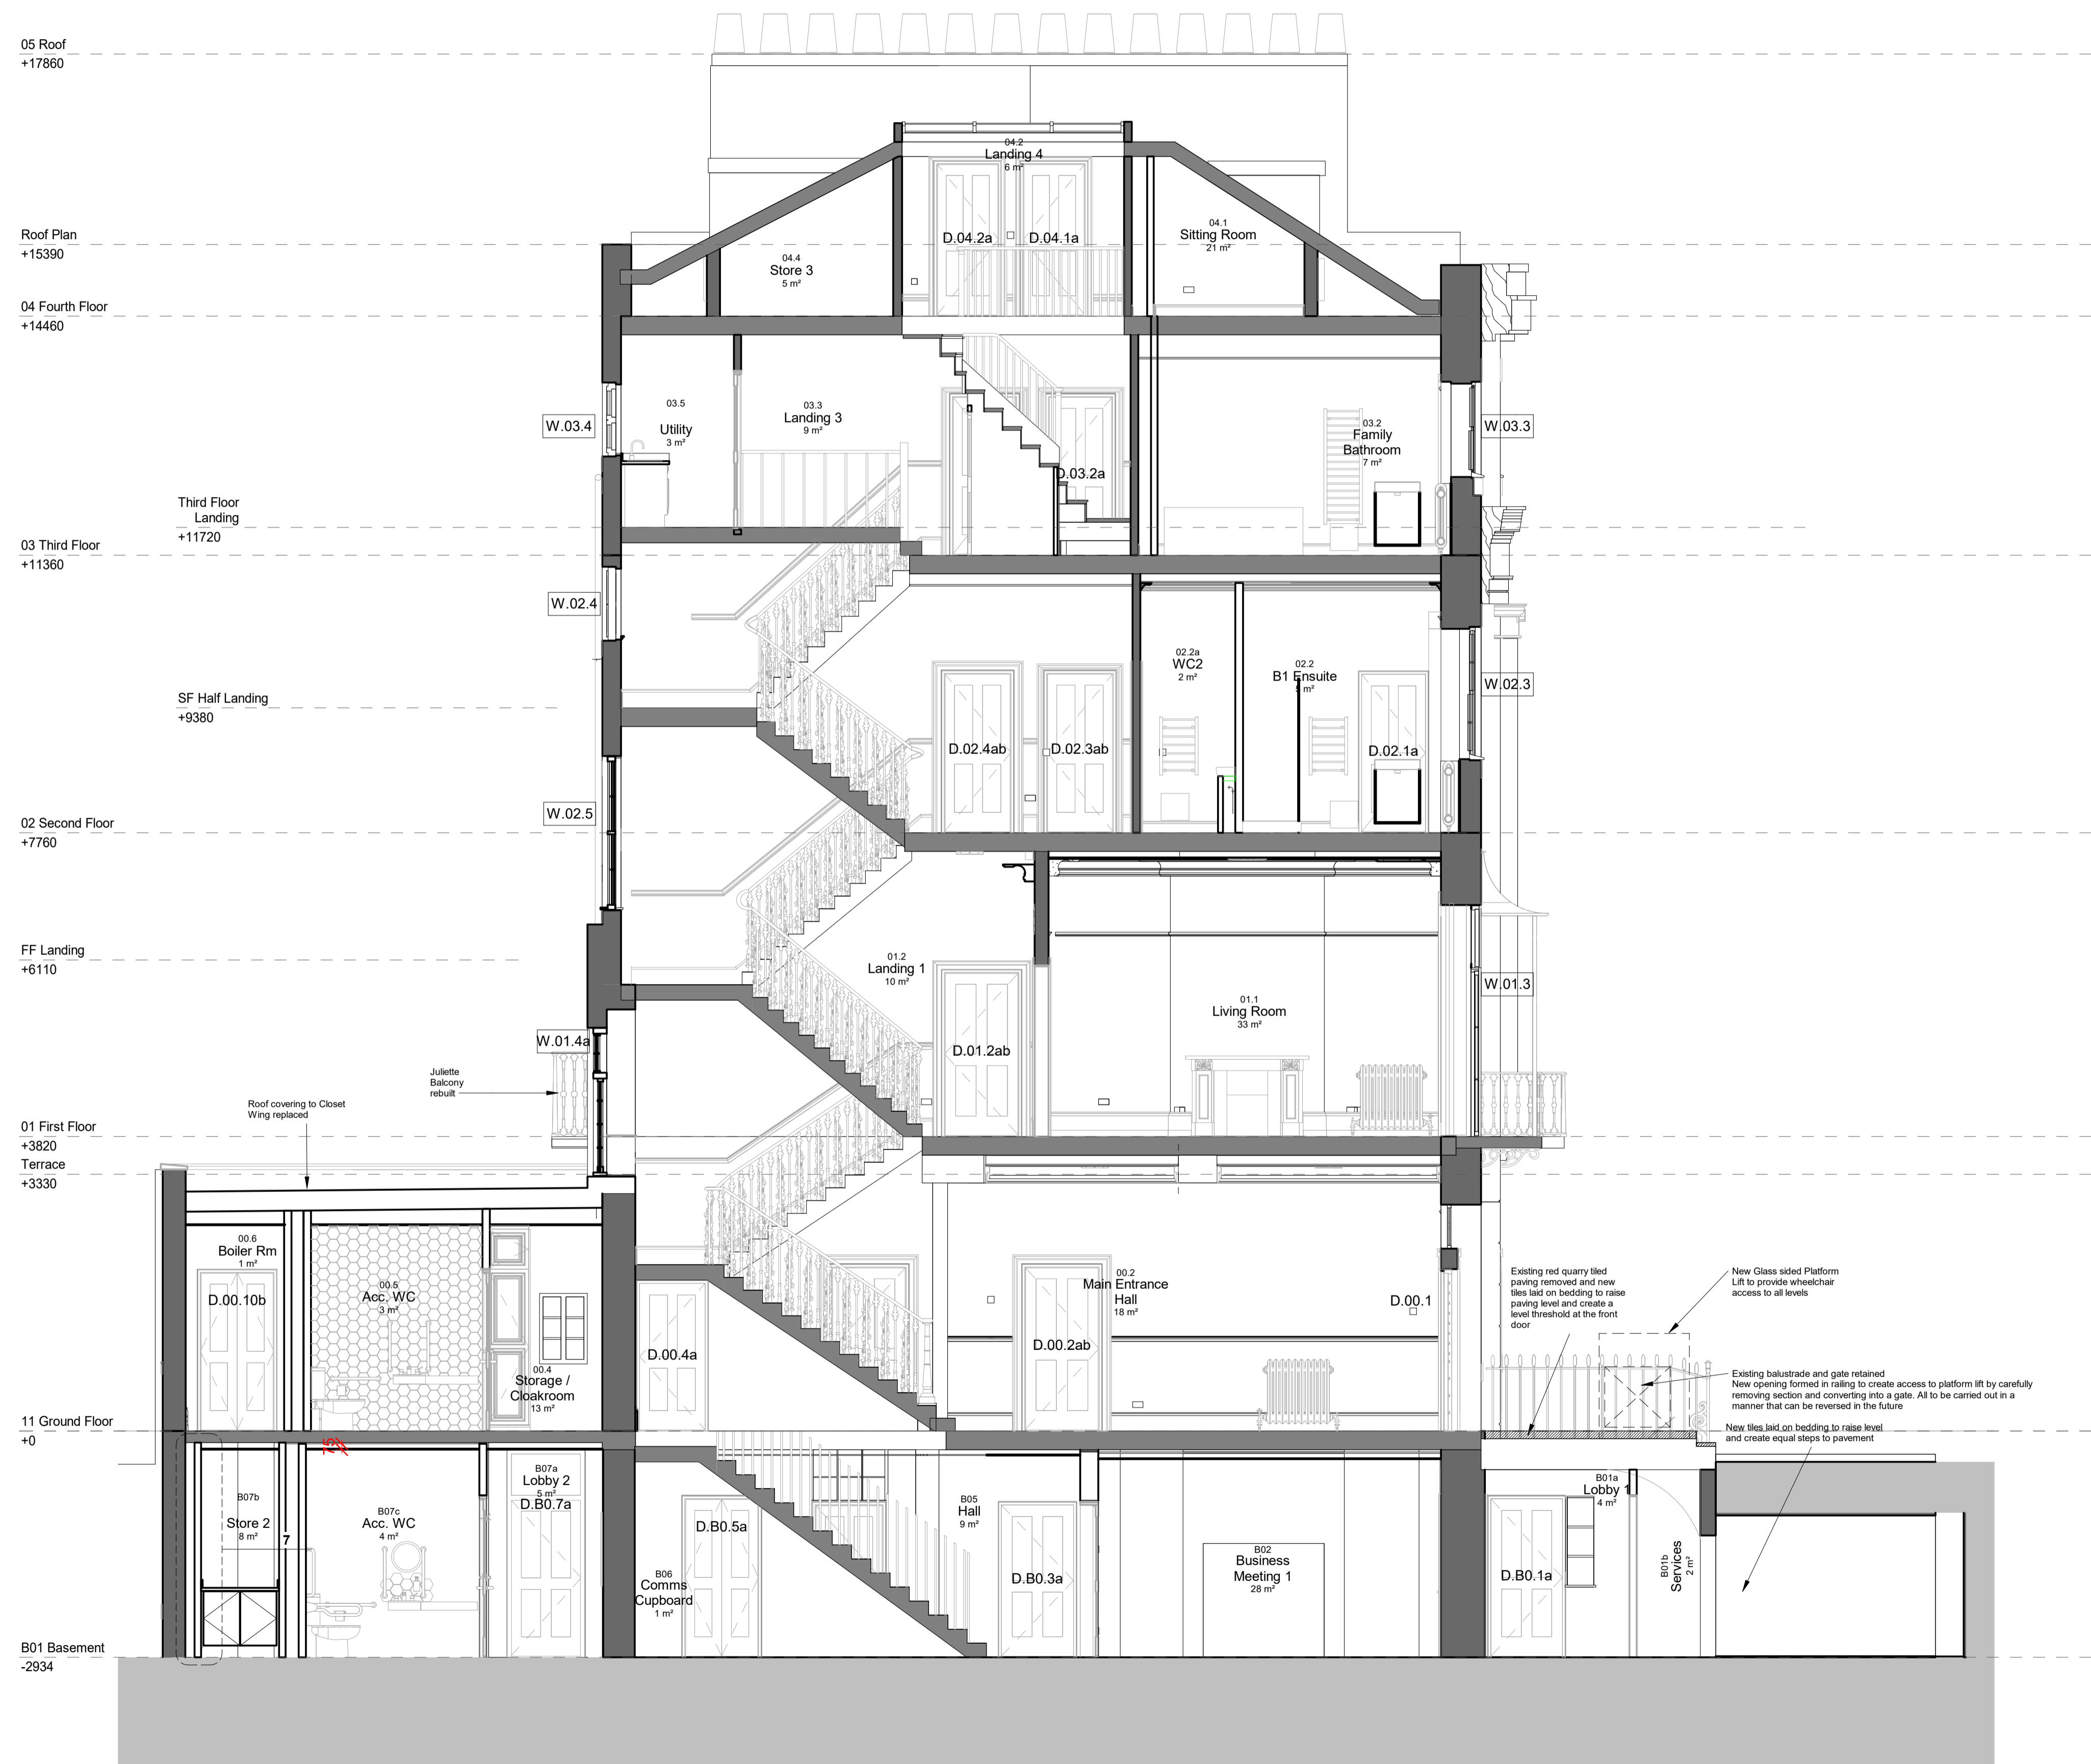 05 Roof
+17860
04.2
Landing 4
6 m²
04.1
Sitting Room
21 m²
Roof Plan
+15390
D.04.2a
D.04.1a
04.4
Store 3
5 m²
04 Fourth Floor
+14460
03.5
Utility
3 m²
03.3
Landing 3
9 m²
W.03.4
03.2
Family
Bathroom
7 m²
W.03.3
D.03.2a
Third Floor
Landing
+11720
03 Third Floor
+11360
W.02.4
02.2a
WC2
2 m²
02.2
B1 Ensuite
m²
W.02.3
SF Half Landing
+9380
D.02.4ab
D.02.3ab
D.02.1a
W.02.5
02 Second Floor
+7760
FF Landing
+6110
01.2
Landing 1
10 m²
W.01.3
01.1
Living Room
33 m²
W.01.4a
D.01.2ab
Juliette
Balcony
rebuilt
Roof covering to Closet
Wing replaced
01 First Floor
+3820
Terrace
+3330
00.6
Boiler Rm
1 m²
D.00.10b
00.5
Acc. WC
3 m²
00.4
Storage /
Cloakroom
13 m²
D.00.4a
00.2
Main Entrance
Hall
18 m²
D.00.2ab
D.00.1
Existing red quarry tiled
paving removed and new
tiles laid on bedding to raise
paving level and create a
level threshold at the front
door
New Glass sided Platform
Lift to provide wheelchair
access to all levels
Existing balustrade and gate retained
New opening formed in railing to create access to platform lift by carefully
removing section and converting into a gate. All to be carried out in a
manner that can be reversed in the future
New tiles laid on bedding to raise level
and create equal steps to pavement
11 Ground Floor
+0
B07b
Store 2
8 m²
7
B07c
Acc. WC
4 m²
B07a
Lobby 2
5 m²
D.B0.7a
B06
Comms
Cupboard
1 m²
D.B0.5a
B05
Hall
9 m²
D.B0.3a
B02
Business
Meeting 1
28 m²
B01a
Lobby 1
4 m²
D.B0.1a
B01b
Services
2 m²
B01 Basement
-2934